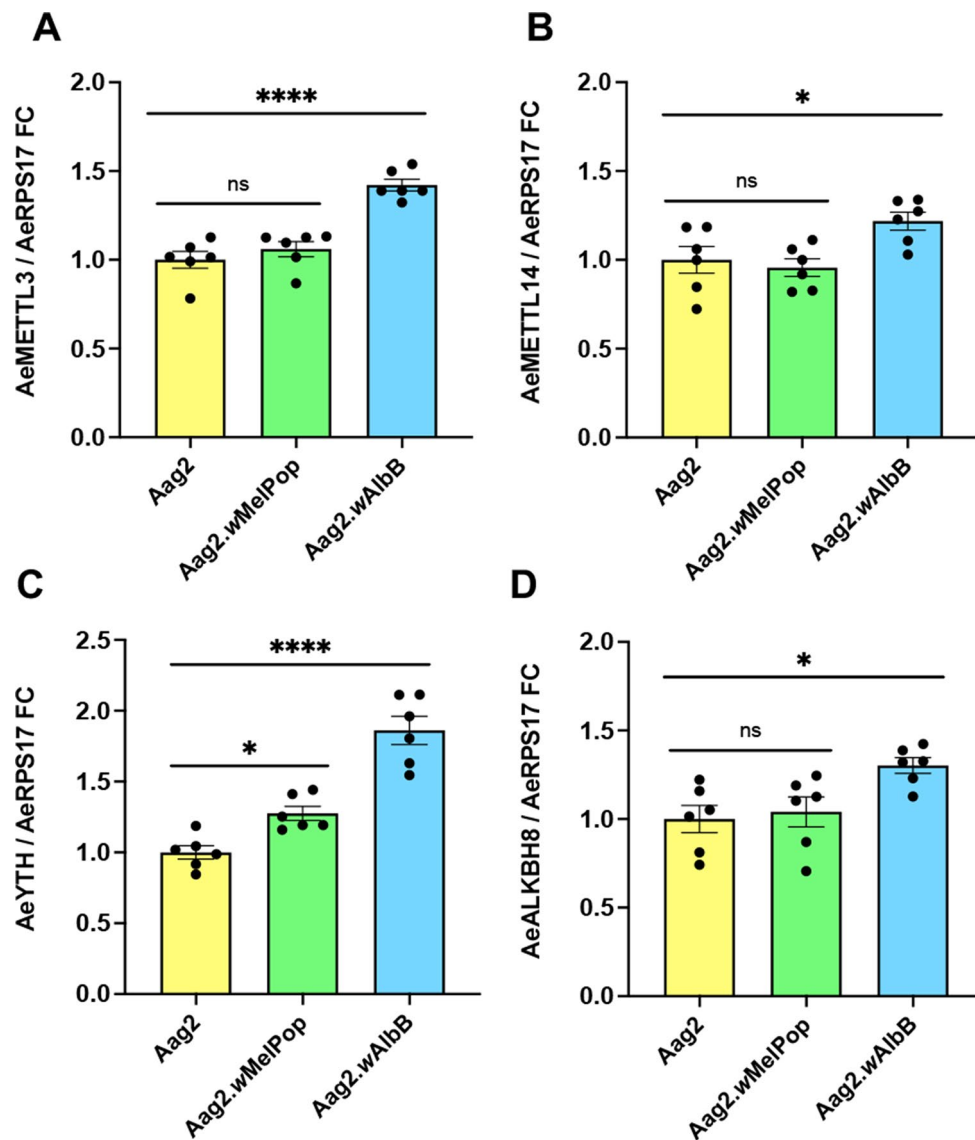 A
AeMETTL3 / AeRPS17 FC
2.0
1.5
1.0
0.5
0.0
****
ns
Aag2
Aag2.wMelPop
Aag2.wAlbB
B
AeMETTL14 / AeRPS17 FC
2.0
1.5
1.0
0.5
0.0
*
ns
Aag2
Aag2.wMelPop
Aag2.wAlbB
C
AeYTH / AeRPS17 FC
2.5
2.0
1.5
1.0
0.5
0.0
****
*
Aag2
Aag2.wMelPop
Aag2.wAlbB
D
AeALKBH8 / AeRPS17 FC
2.0
1.5
1.0
0.5
0.0
*
ns
Aag2
Aag2.wMelPop
Aag2.wAlbB